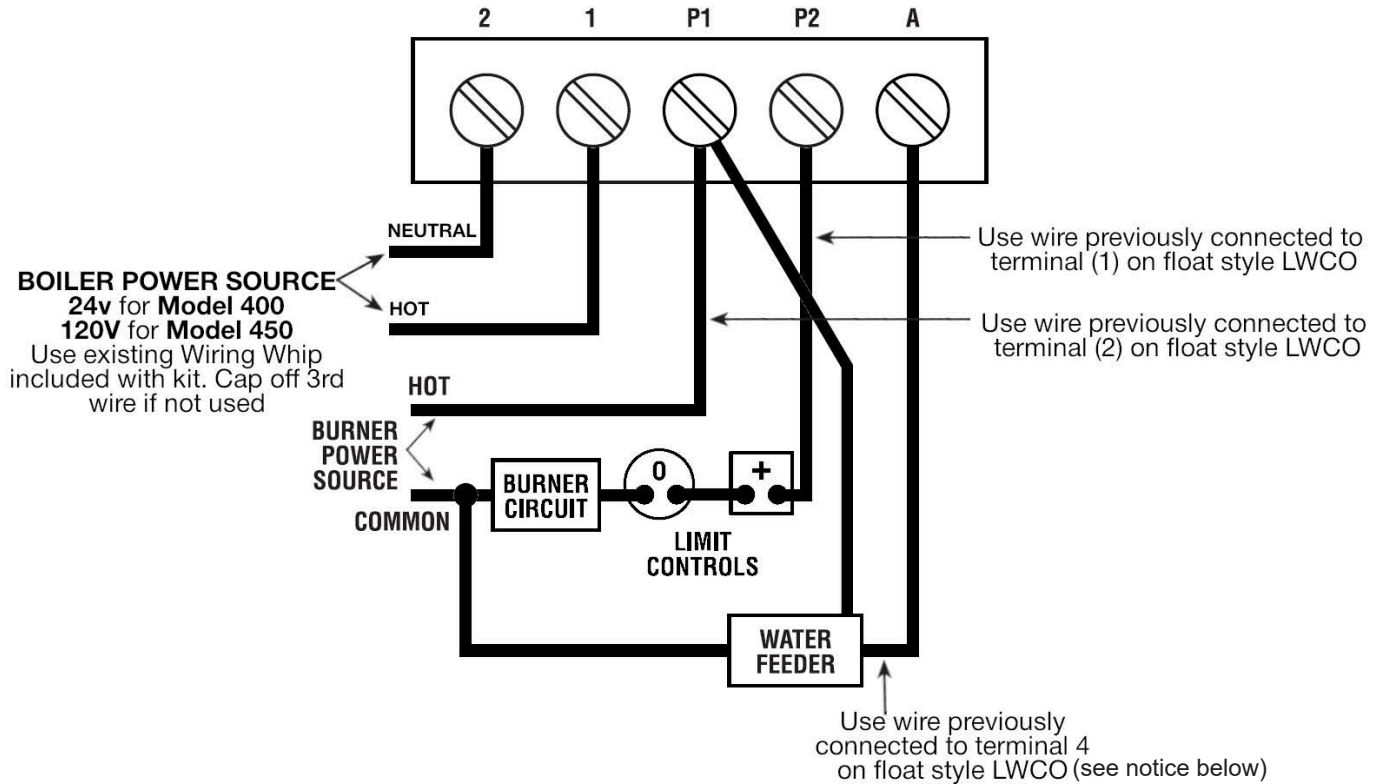 2 1 P1 P2 A
NEUTRAL
BOILER POWER SOURCE
24v for Model 400
120V for Model 450
Use existing Wiring Whip
included with kit. Cap off 3rd
wire if not used
HOT
Use wire previously connected to
terminal (1) on float style LWCO
Use wire previously connected to
terminal (2) on float style LWCO
HOT
BURNER
POWER
SOURCE
COMMON
BURNER
CIRCUIT
0
+
LIMIT
CONTROLS
WATER
FEEDER
Use wire previously
connected to terminal 4
on float style LWCO (see notice below)